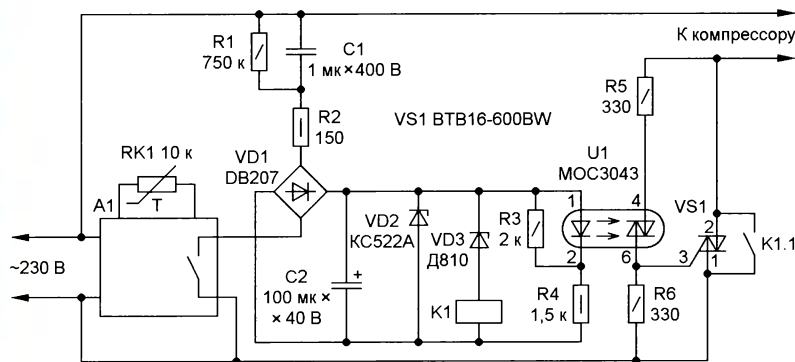 К компрессору
R1
750 к
C1
1 мк×400 В
R2
150
VS1 BTB16-600BW
R5
330
RK1 10 к
T
A1
VD1
DB207
U1
MOC3043
1
4
VS1
2
VD2
КС522А
R3
2 к
VD3
Д810
3
1
K1.1
~230 В
2
6
C2
100 мк ×
× 40 В
+
K1
R4
1,5 к
R6
330